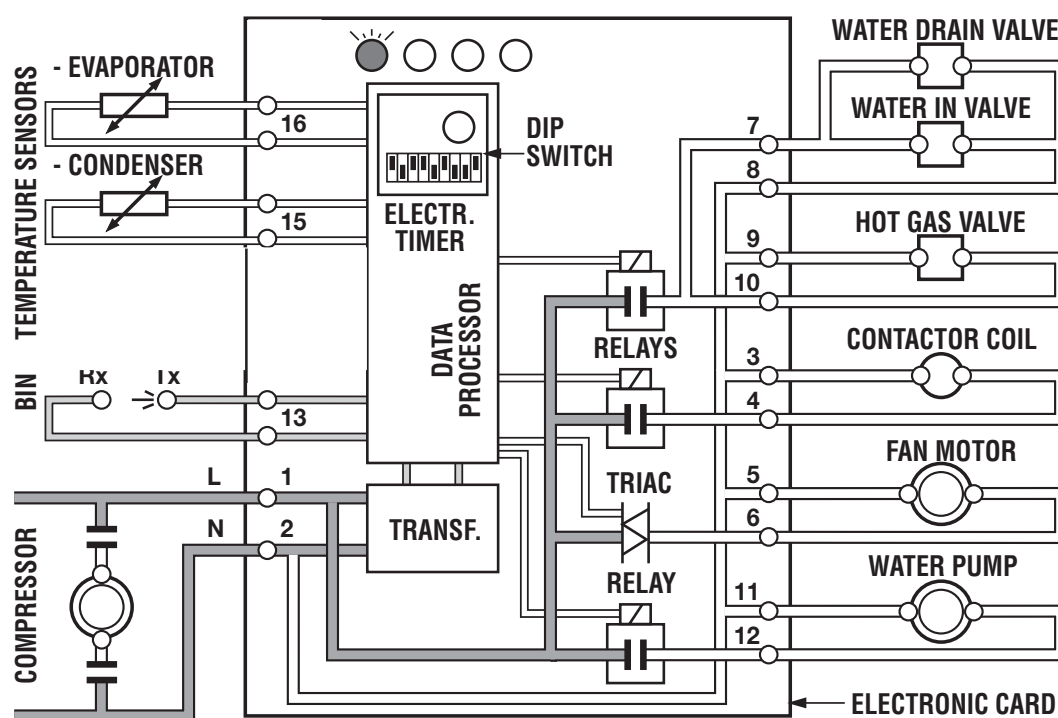 WATER DRAIN VALVE
TEMPERATURE SENSORS
- EVAPORATOR
16
- CONDENSER
15
DIP
SWITCH
ELECTR.
TIMER
DATA
PROCESSOR
7
WATER IN VALVE
8
HOT GAS VALVE
9
10
RELAYS
CONTACTOR COIL
3
4
BIN
Rx
Tx
13
FAN MOTOR
5
6
TRIAC
L
1
N
2
TRANSF.
COMPRESSOR
RELAY
WATER PUMP
11
12
ELECTRONIC CARD